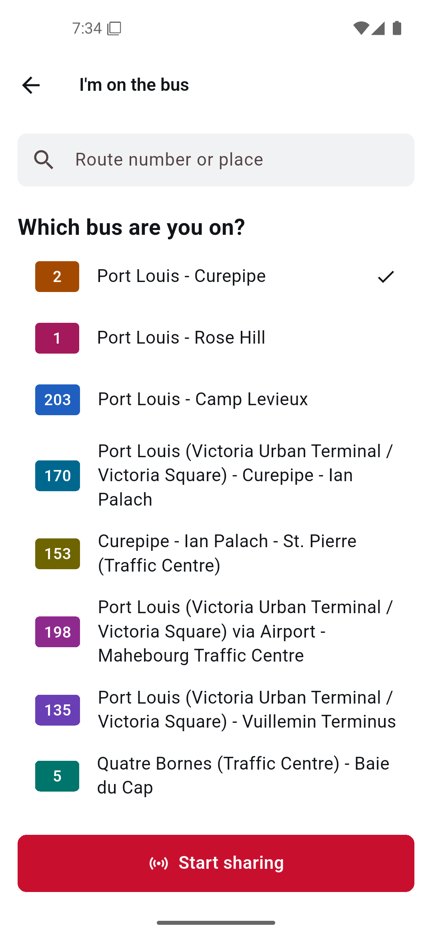 7:34
I'm on the bus
Route number or place
Which bus are you on?
2 Port Louis - Curepipe
1 Port Louis - Rose Hill
203 Port Louis - Camp Levieux
170 Port Louis (Victoria Urban Terminal /
Victoria Square) - Curepipe - Ian
Palach
153 Curepipe - Ian Palach - St. Pierre
(Traffic Centre)
198 Port Louis (Victoria Urban Terminal /
Victoria Square) via Airport -
Mahebourg Traffic Centre
135 Port Louis (Victoria Urban Terminal /
Victoria Square) - Vuillemin Terminus
5 Quatre Bornes (Traffic Centre) - Baie
du Cap
Start sharing